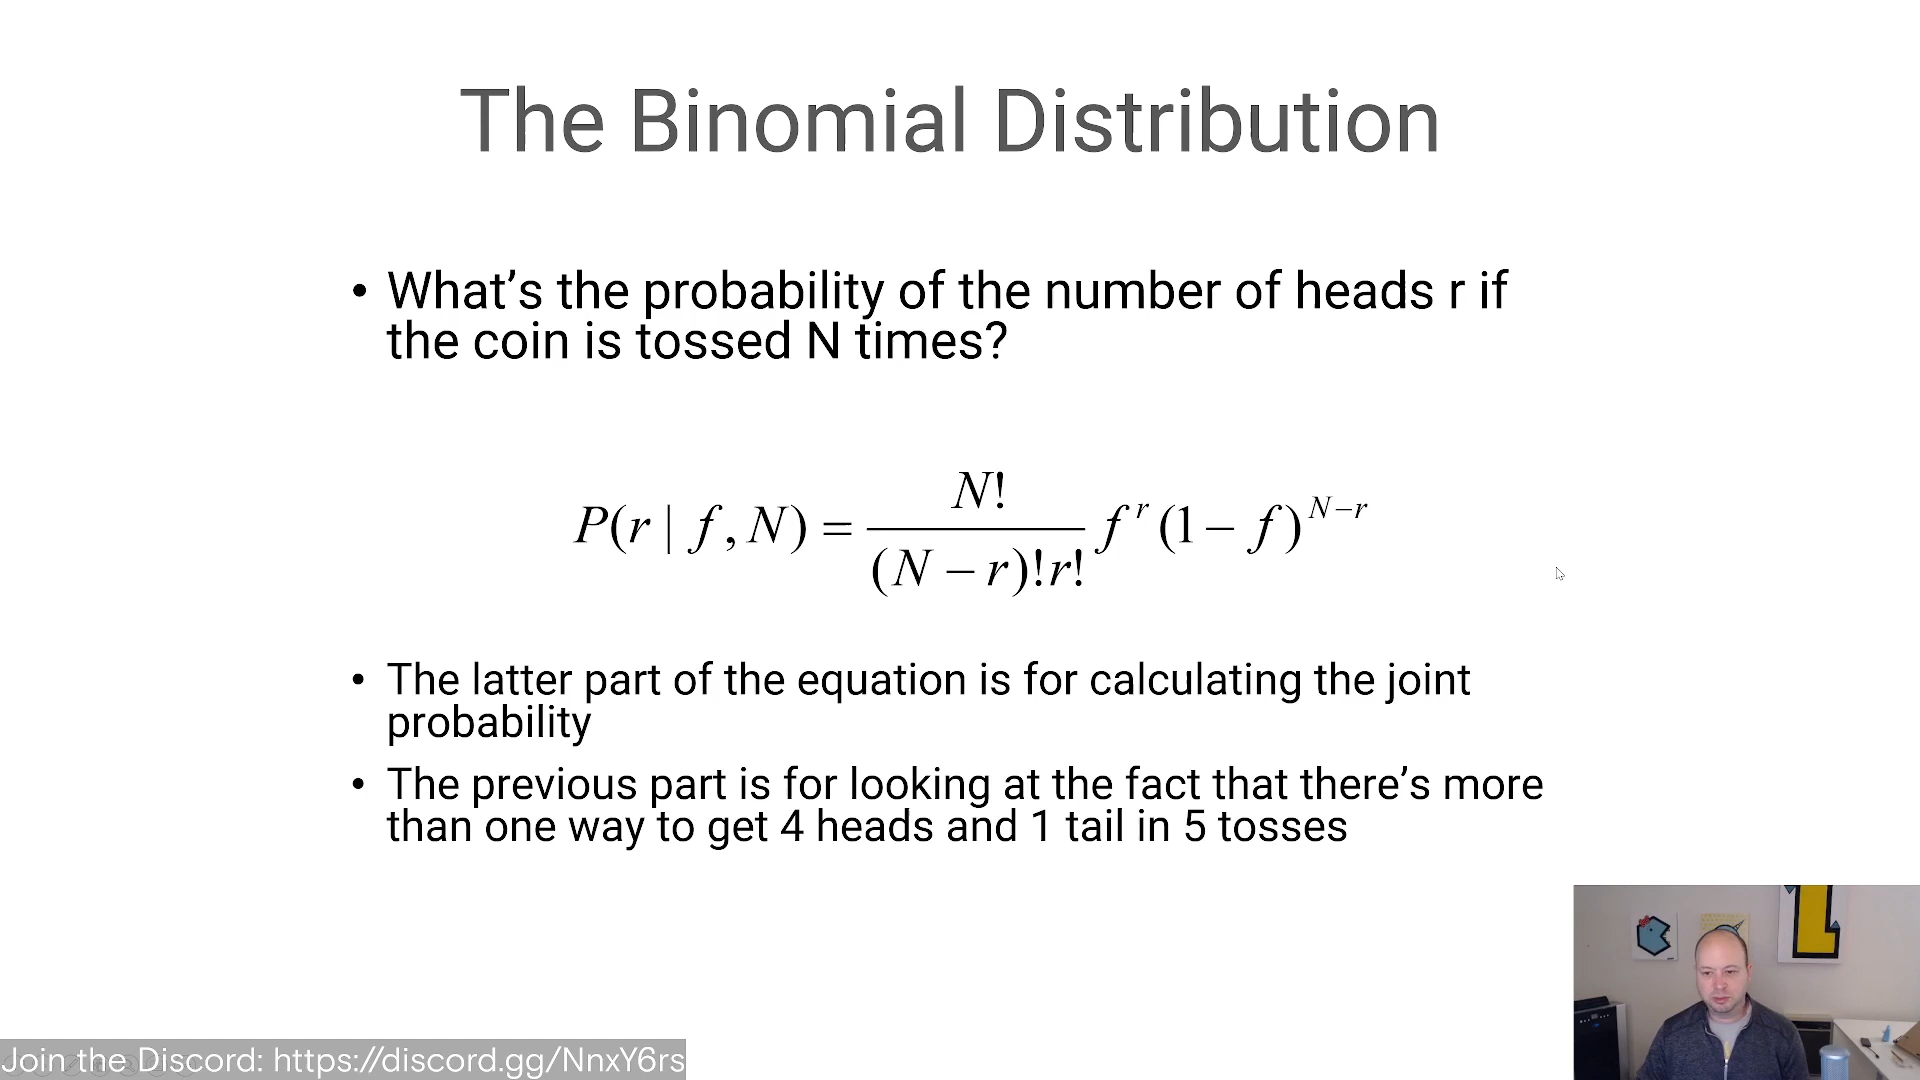 The Binomial Distribution
• What’s the probability of the number of heads r if
the coin is tossed N times?
P(r | f, N) = \frac{N!}{(N − r)!r!} f^r (1 − f)^{N−r}
• The latter part of the equation is for calculating the joint
probability
• The previous part is for looking at the fact that there’s more
than one way to get 4 heads and 1 tail in 5 tosses
Join the Discord: https://discord.gg/NnxY6rs